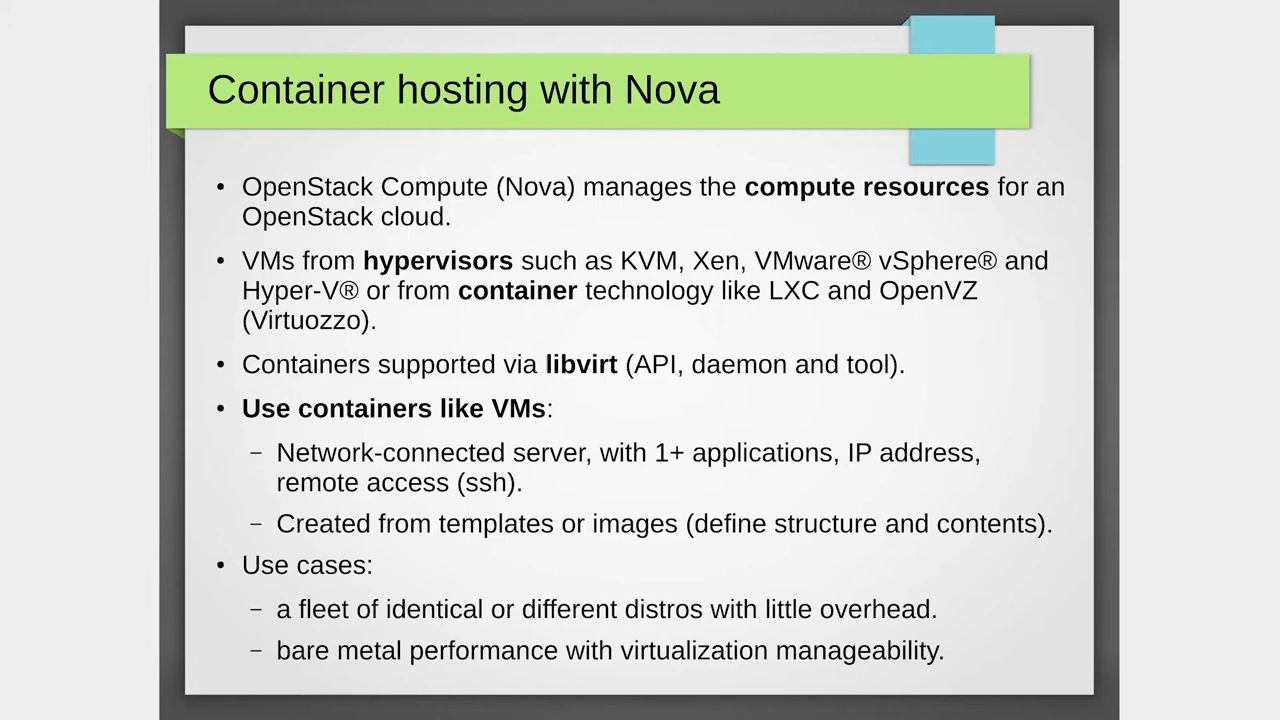 Container hosting with Nova
• OpenStack Compute (Nova) manages the compute resources for an
OpenStack cloud.
• VMs from hypervisors such as KVM, Xen, VMware® vSphere® and
Hyper-V® or from container technology like LXC and OpenVZ
(Virtuozzo).
• Containers supported via libvirt (API, daemon and tool).
• Use containers like VMs:
– Network-connected server, with 1+ applications, IP address,
remote access (ssh).
– Created from templates or images (define structure and contents).
• Use cases:
– a fleet of identical or different distros with little overhead.
– bare metal performance with virtualization manageability.